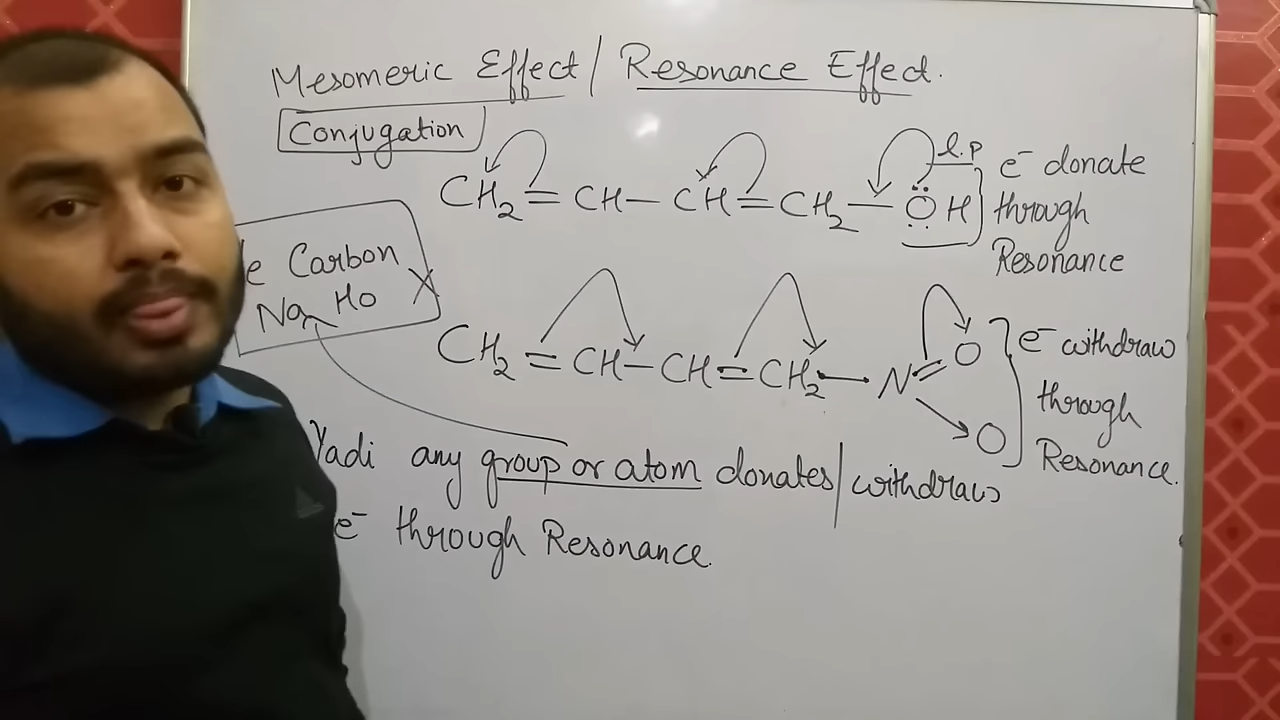 Mesomeric Effect / Resonance Effect.
Conjugation
CH₂=CH-CH=CH₂-ÖH l.p e⁻ donate through Resonance
e Carbon
Na Ho X
CH₂=CH-CH=CH₂-N=O→O e⁻ withdraw through Resonance.
Yadi any group or atom donates/withdraws
e⁻ through Resonance.